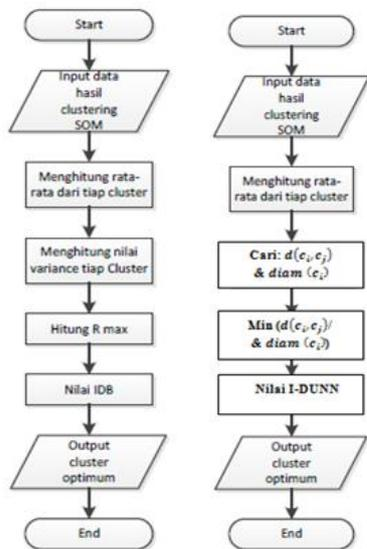 Start
Input data
hasil
clustering
SOM
Menghitung rata-
rata dari tiap cluster
Menghitung nilai
variance tiap Cluster
Hitung R max
Nilai IDB
Output
cluster
optimum
End
Start
Input data
hasil
clustering
SOM
Menghitung rata-
rata dari tiap cluster
Cari: d(cᵢ, cⱼ)
& diam (cᵢ)
Min (d(cᵢ, cⱼ)/
& diam (cᵢ))
Nilai I-DUNN
Output
cluster
optimum
End